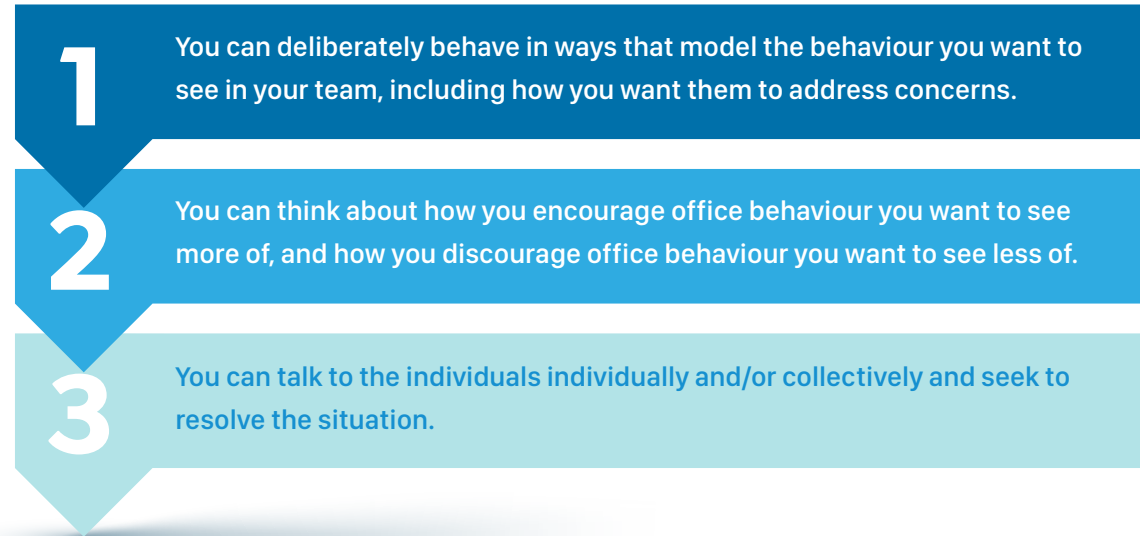 1
You can deliberately behave in ways that model the behaviour you want to
see in your team, including how you want them to address concerns.
2
You can think about how you encourage office behaviour you want to see
more of, and how you discourage office behaviour you want to see less of.
3
You can talk to the individuals individually and/or collectively and seek to
resolve the situation.